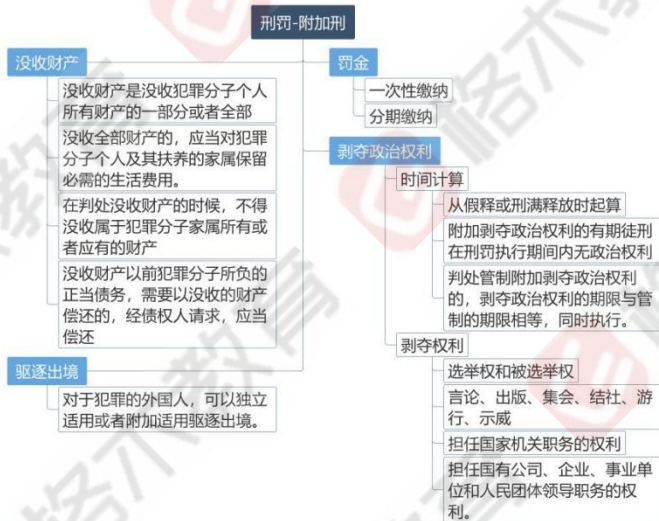 刑罚-附加刑
没收财产
没收财产是没收犯罪分子个人
所有财产的一部分或者全部
没收全部财产的，应当对犯罪
分子个人及其扶养的家属保留
必需的生活费用。
在判处没收财产的时候，不得
没收属于犯罪分子家属所有或
者应有的财产
没收财产以前犯罪分子所负的
正当债务，需要以没收的财产
偿还的，经债权人请求，应当
偿还
驱逐出境
对于犯罪的外国人，可以独立
适用或者附加适用驱逐出境。
罚金
一次性缴纳
分期缴纳
剥夺政治权利
时间计算
从假释或刑满释放时起算
附加剥夺政治权利的有期徒刑
在刑罚执行期间内无政治权利
判处管制附加剥夺政治权利
的，剥夺政治权利的期限与管
制的期限相等，同时执行。
剥夺权利
选举权和被选举权
言论、出版、集会、结社、游
行、示威
担任国家机关职务的权利
担任国有公司、企业、事业单
位和人民团体领导职务的权
利。
格木教育